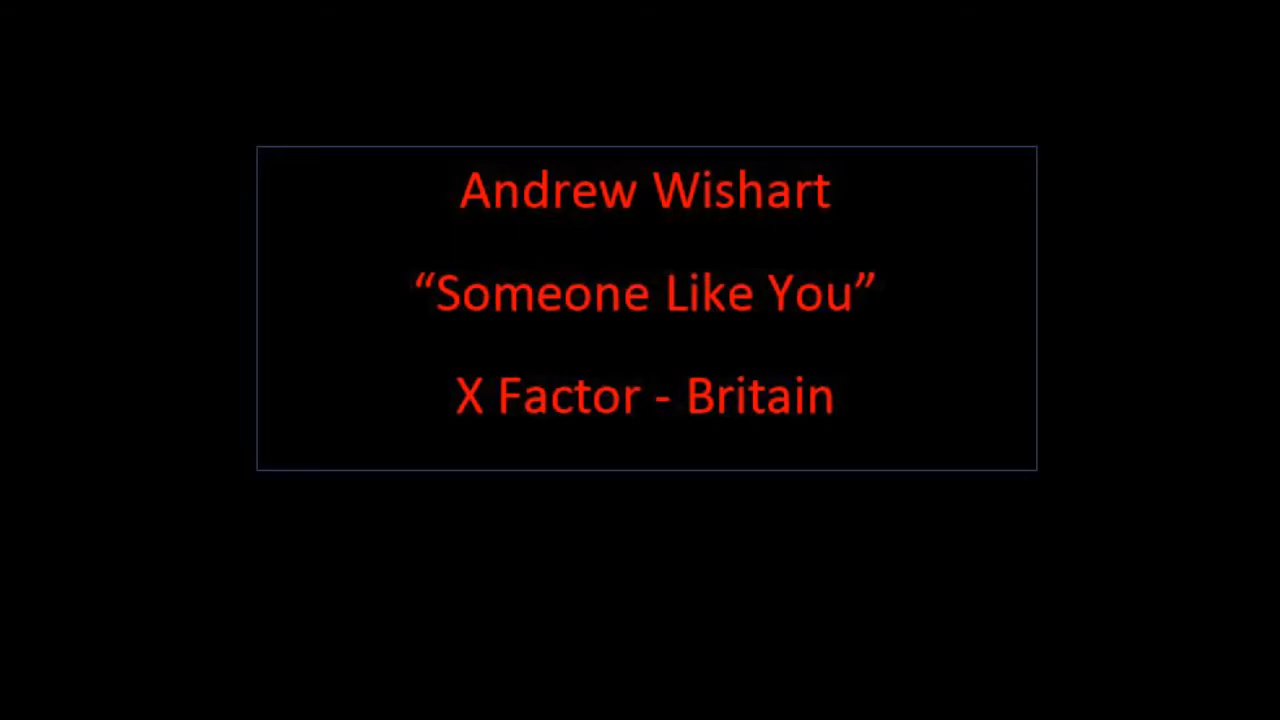 Andrew Wishart
“Someone Like You”
X Factor - Britain